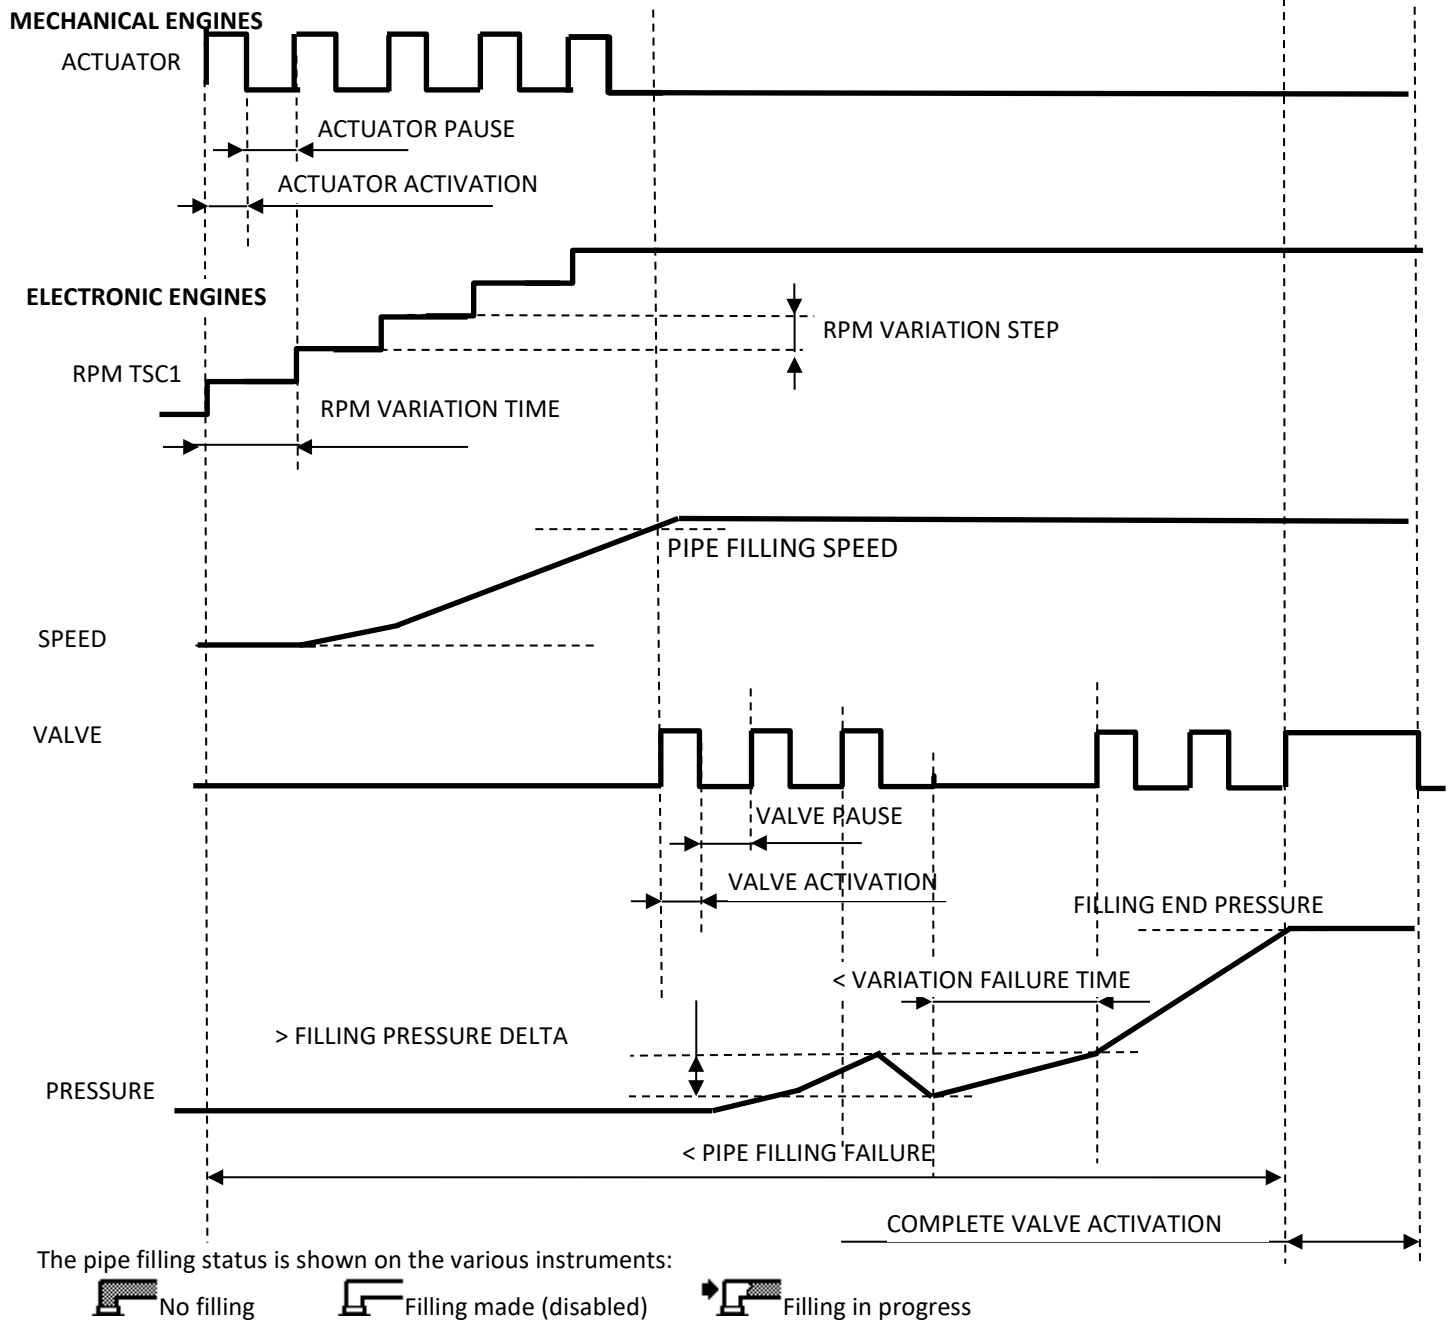 MECHANICAL ENGINES
ACTUATOR
ACTUATOR PAUSE
ACTUATOR ACTIVATION
ELECTRONIC ENGINES
RPM VARIATION STEP
RPM TSC1
RPM VARIATION TIME
PIPE FILLING SPEED
SPEED
VALVE
VALVE PAUSE
VALVE ACTIVATION
FILLING END PRESSURE
< VARIATION FAILURE TIME
> FILLING PRESSURE DELTA
PRESSURE
< PIPE FILLING FAILURE
COMPLETE VALVE ACTIVATION
The pipe filling status is shown on the various instruments:
No filling Filling made (disabled) Filling in progress